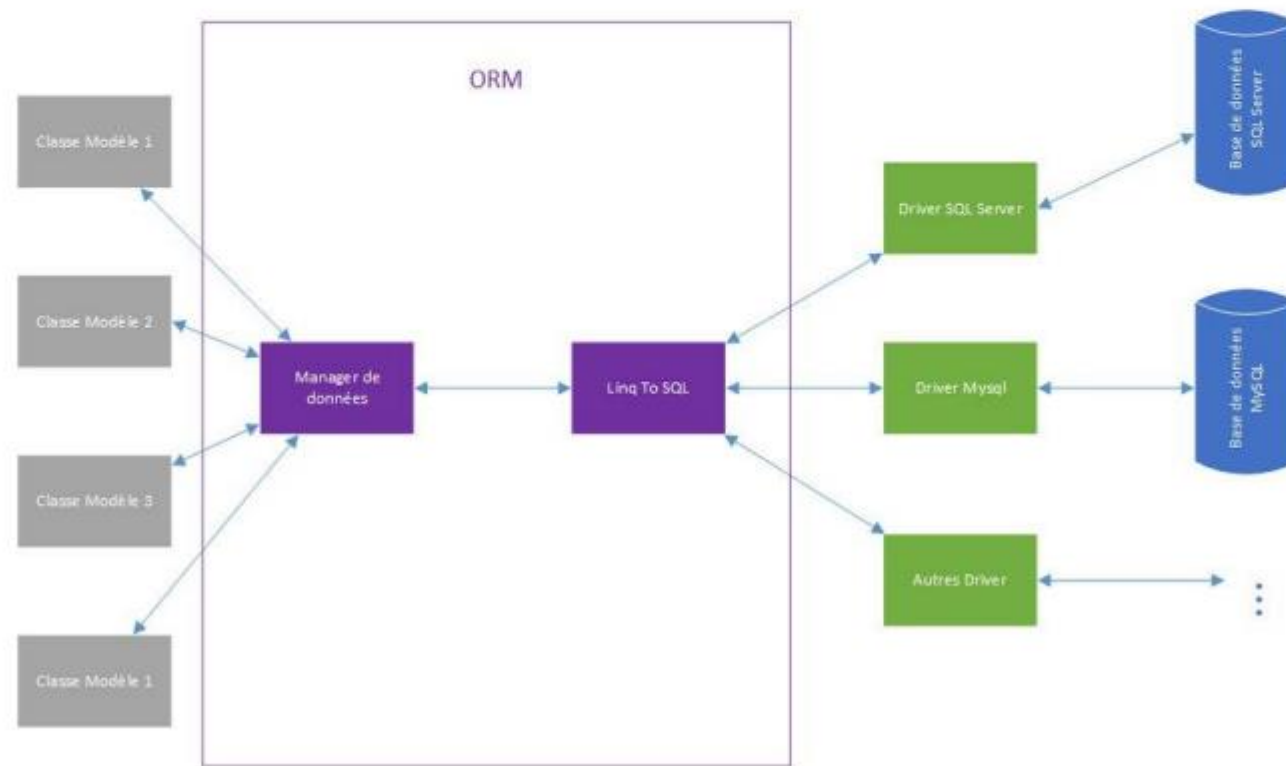 ORM
Classe Modèle 1
Classe Modèle 2
Classe Modèle 3
Classe Modèle 1
Manager de
données
Linq To SQL
Driver SQL Server
Driver Mysql
Autres Driver
Base de données
SQL Server
Base de données
MySQL